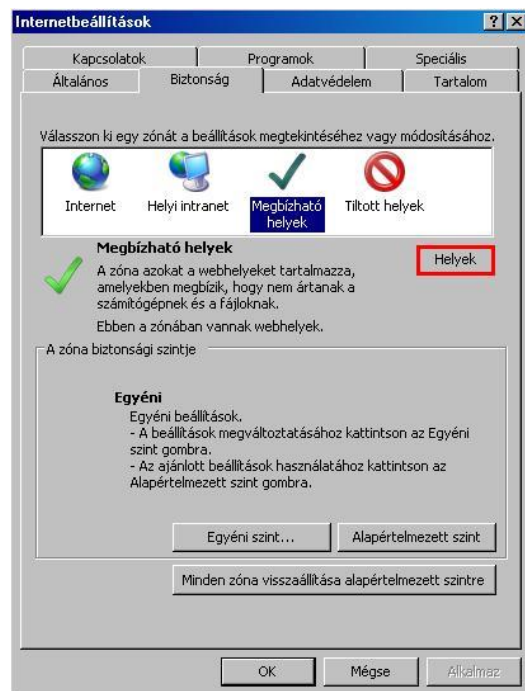 Internetbeállítások
Kapcsolatok Programok Speciális
Általános Biztonság Adatvédelem Tartalom
Válasszon ki egy zónát a beállítások megtekintéséhez vagy módosításához.
Internet Helyi intranet Megbízható helyek Tiltott helyek
Megbízható helyek
Helyek
A zóna azokat a webhelyeket tartalmazza,
amelyekben megbízik, hogy nem ártanak a
számítógépnek és a fájloknak.
Ebben a zónában vannak webhelyek.
A zóna biztonsági szintje
Egyéni
Egyéni beállítások.
- A beállítások megváltoztatásához kattintson az Egyéni
szint gombra.
- Az ajánlott beállítások használatához kattintson az
Alapértelmezett szint gombra.
Egyéni szint... Alapértelmezett szint
Minden zóna visszaállítása alapértelmezett szintre
OK Mégse Alkalmaz